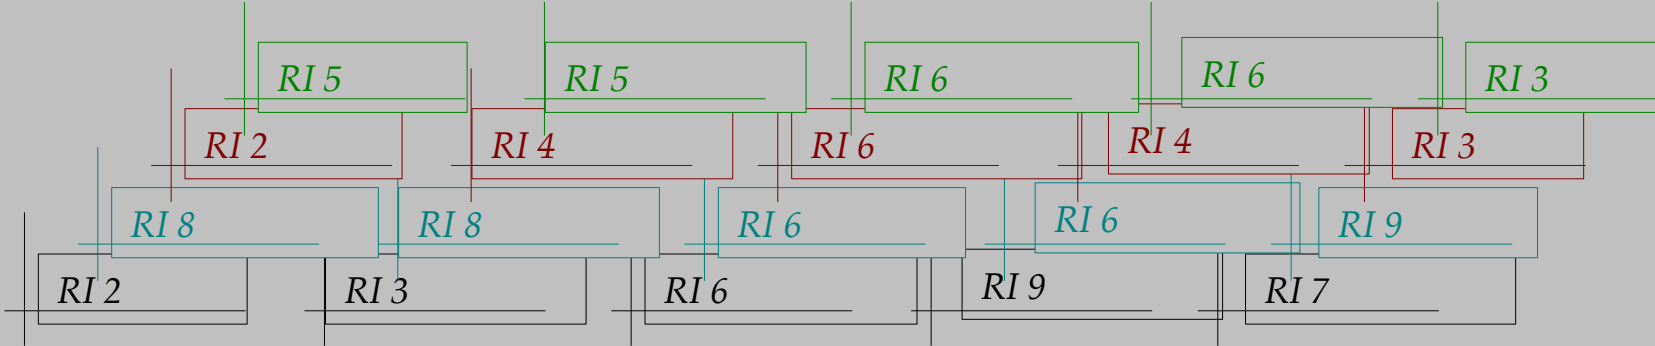 RI 5 RI 5 RI 6 RI 6 RI 3
RI 2 RI 4 RI 6 RI 4 RI 3
RI 8 RI 8 RI 6 RI 6 RI 9
RI 2 RI 3 RI 6 RI 9 RI 7